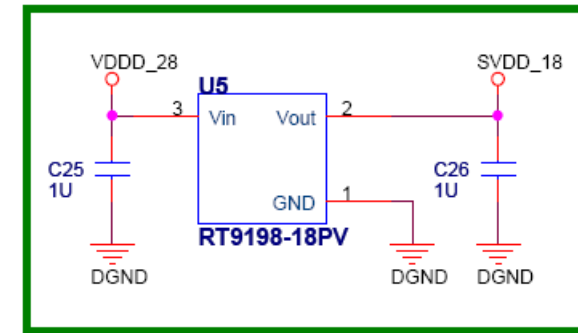 VDDD_28
SVDD_18
U5
3
Vin
Vout
2
C25
1U
C26
1U
GND
1
RT9198-18PV
DGND
DGND
DGND